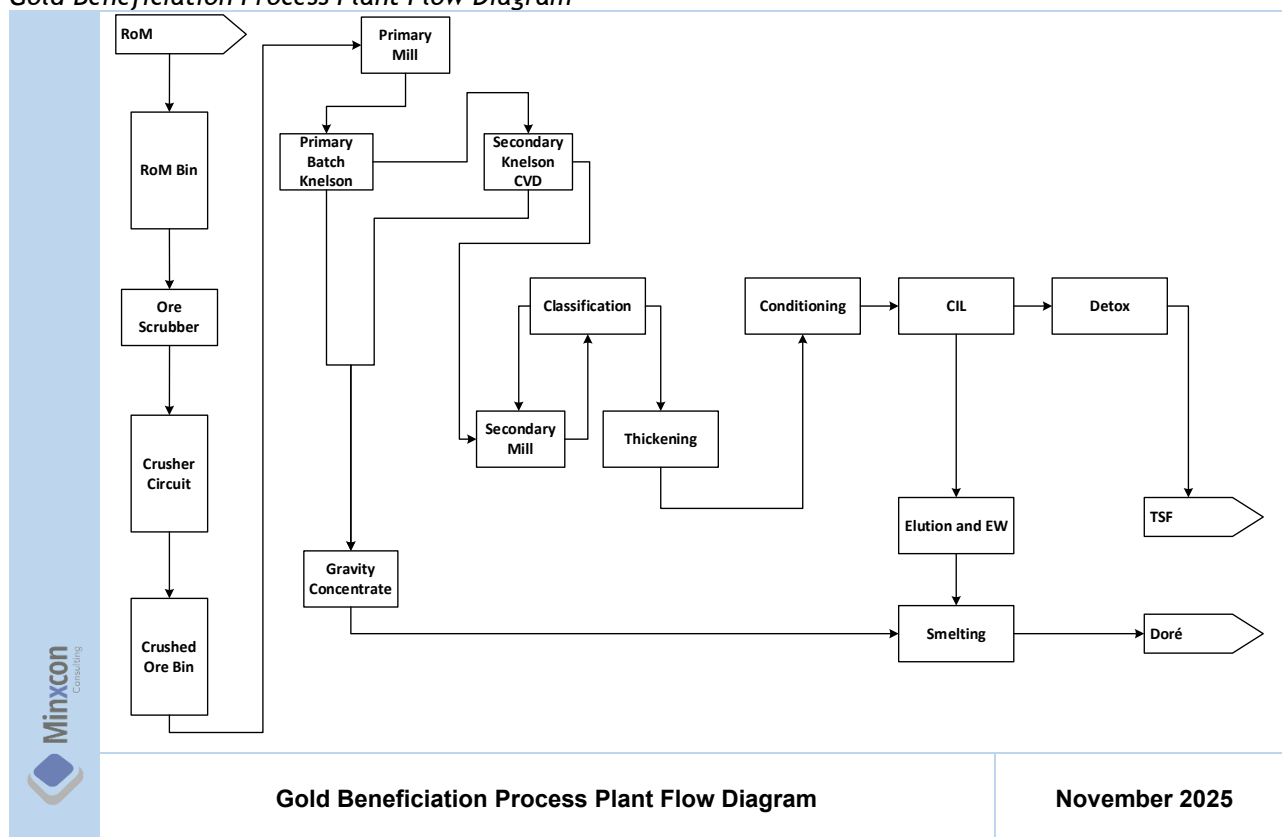 Gold Beneficiation Process Plant Flow Diagram
RoM
Primary
Mill
RoM Bin
Primary
Batch
Knelson
Secondary
Knelson
CVD
Ore
Scrubber
Classification
Conditioning
CIL
Detox
Crusher
Circuit
Secondary
Mill
Thickening
Elution and EW
TSF
Gravity
Concentrate
Crushed
Ore Bin
Smelting
Doré
Minxcon
Consulting
Gold Beneficiation Process Plant Flow Diagram
November 2025